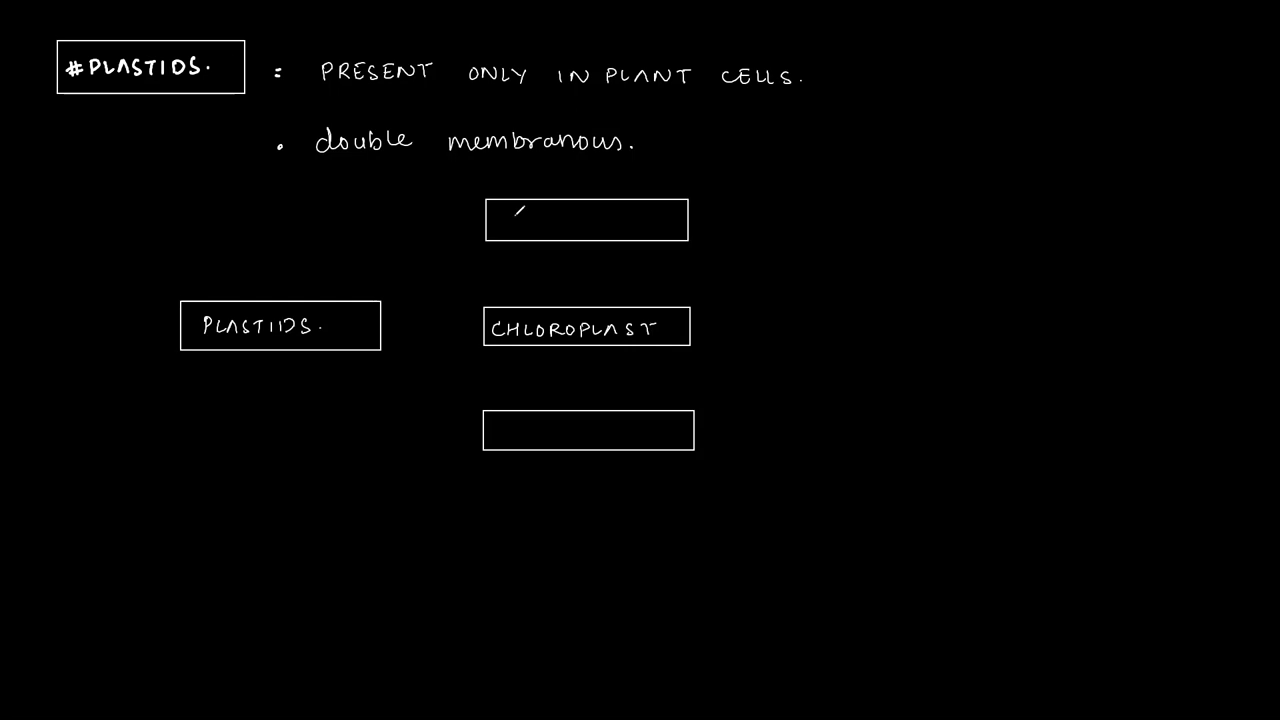 #PLASTIDS. : PRESENT ONLY IN PLANT CELLS.
. double membranous.
PLASTIDS. CHLOROPLAST